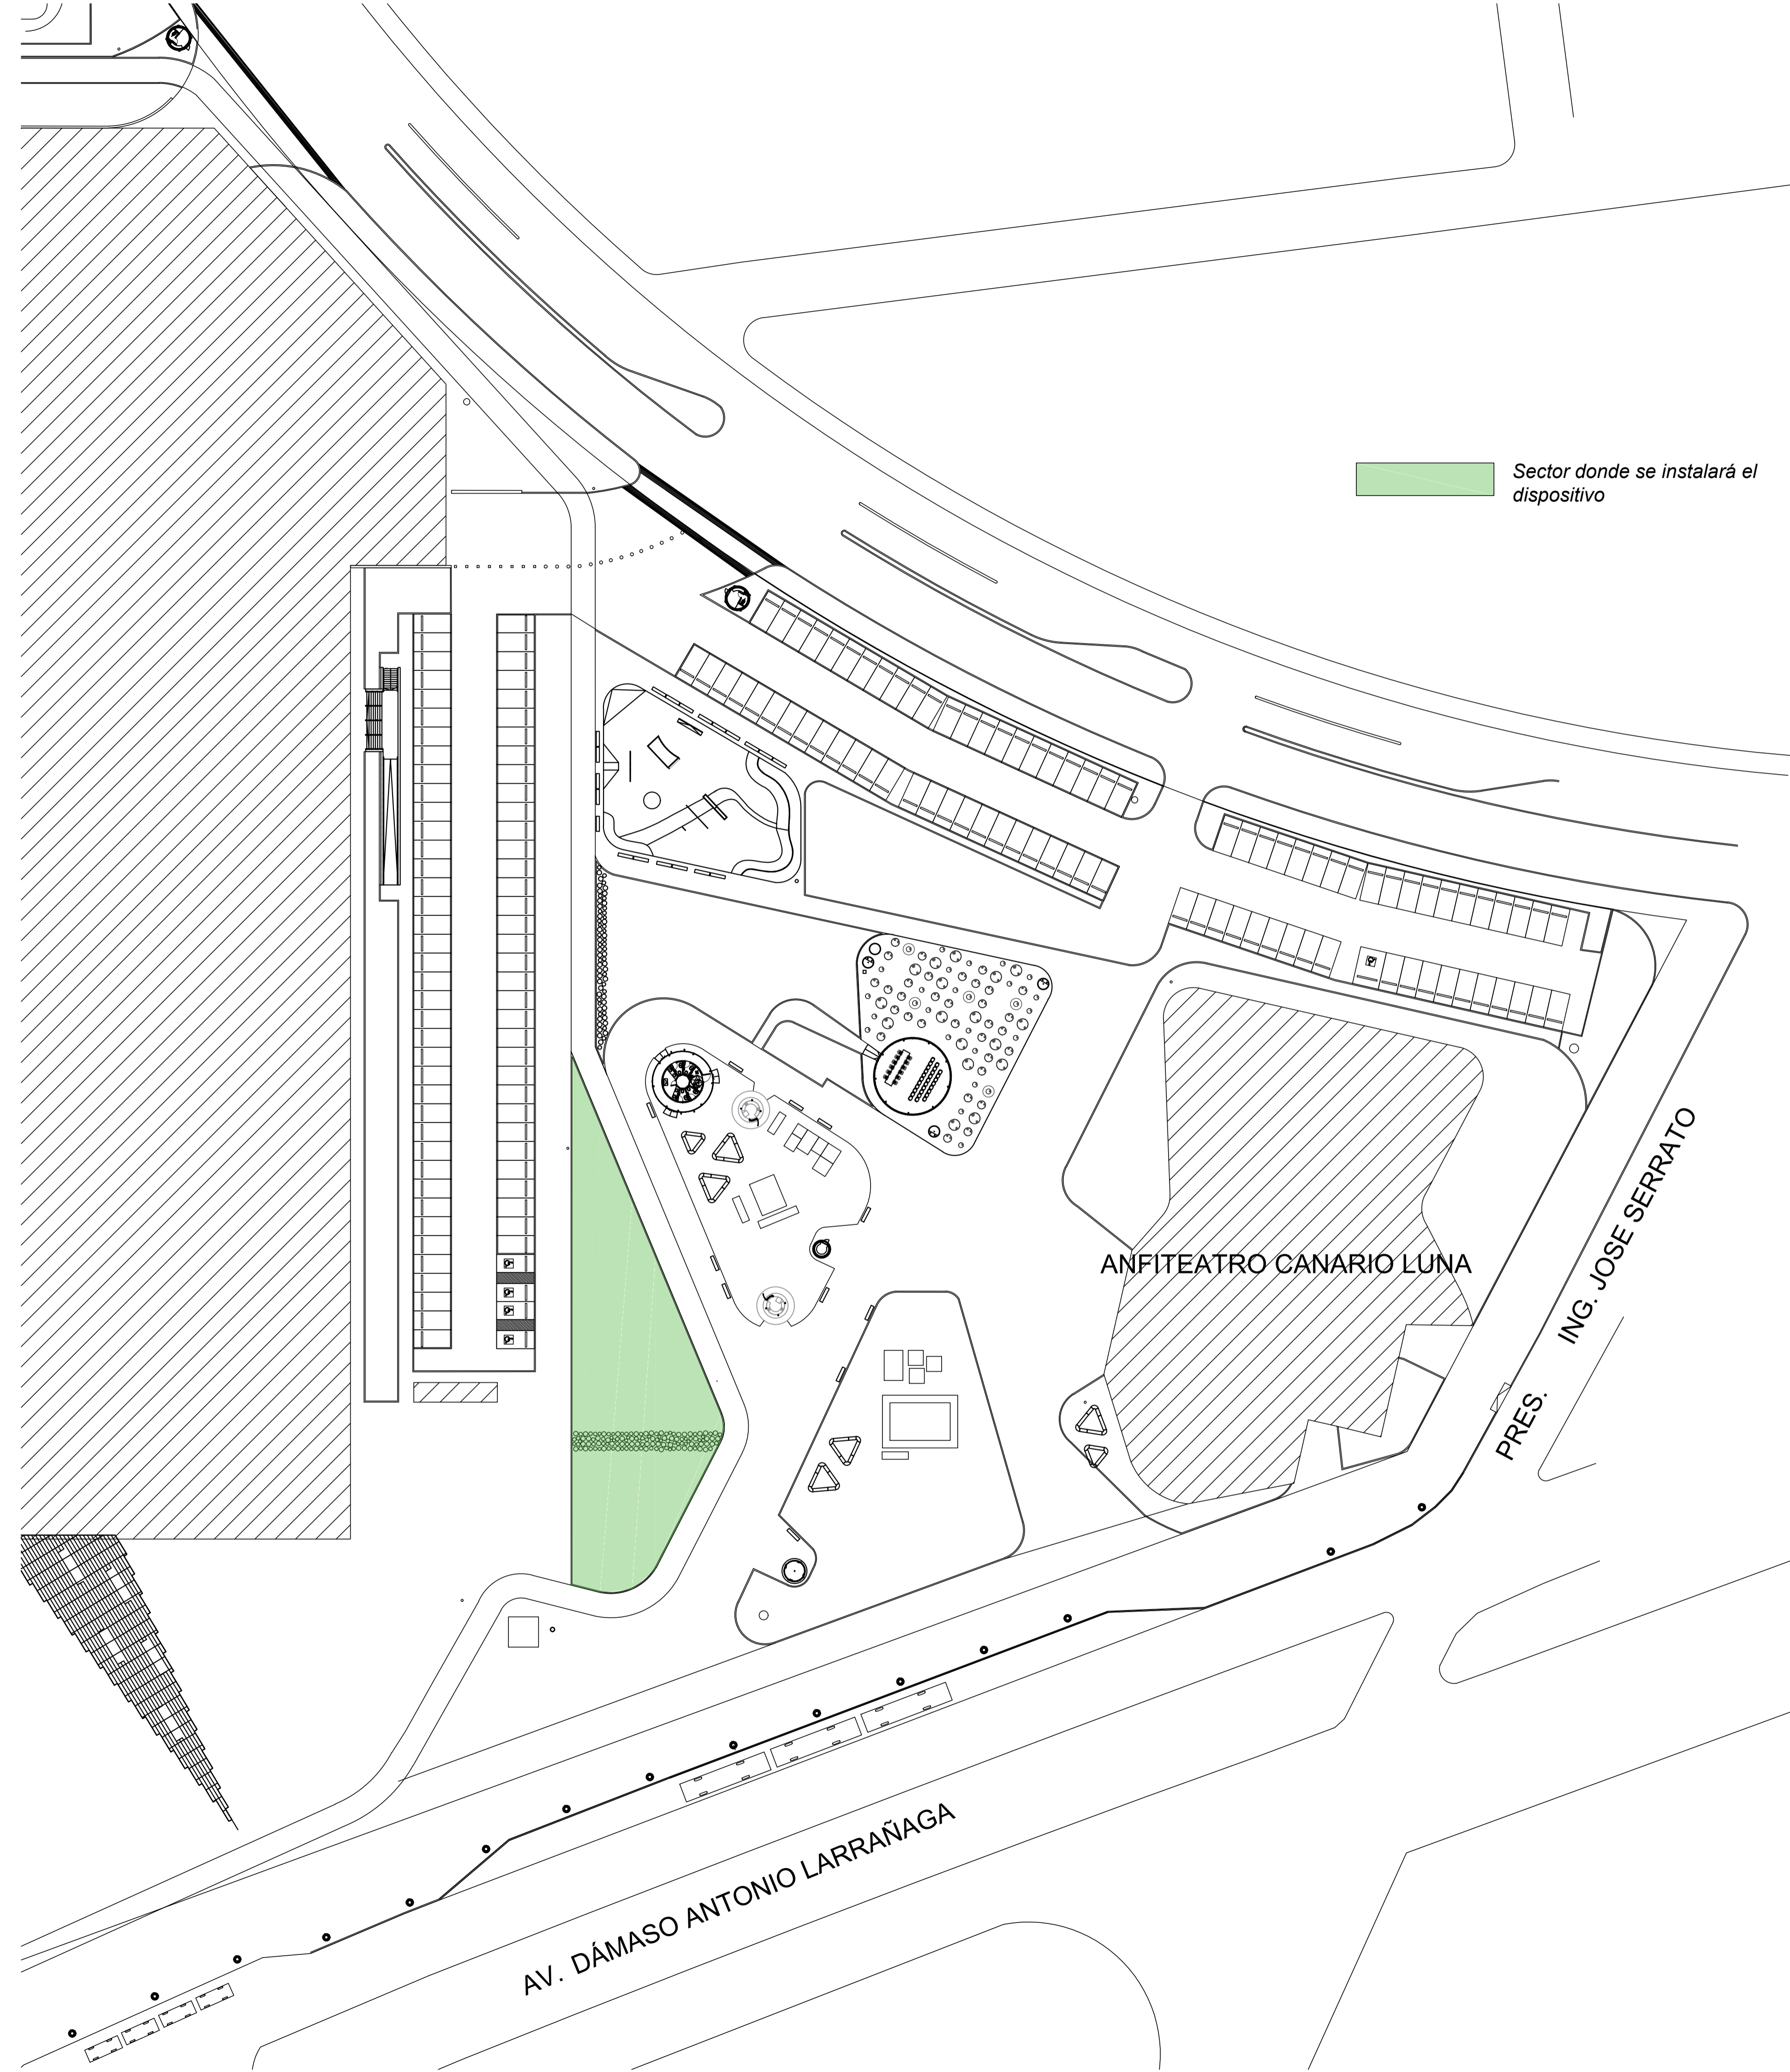 Sector donde se instalará el
dispositivo
ANFITEATRO CANARIO LUNA
PRES. ING. JOSE SERRATO
AV. DÁMASO ANTONIO LARRAÑAGA